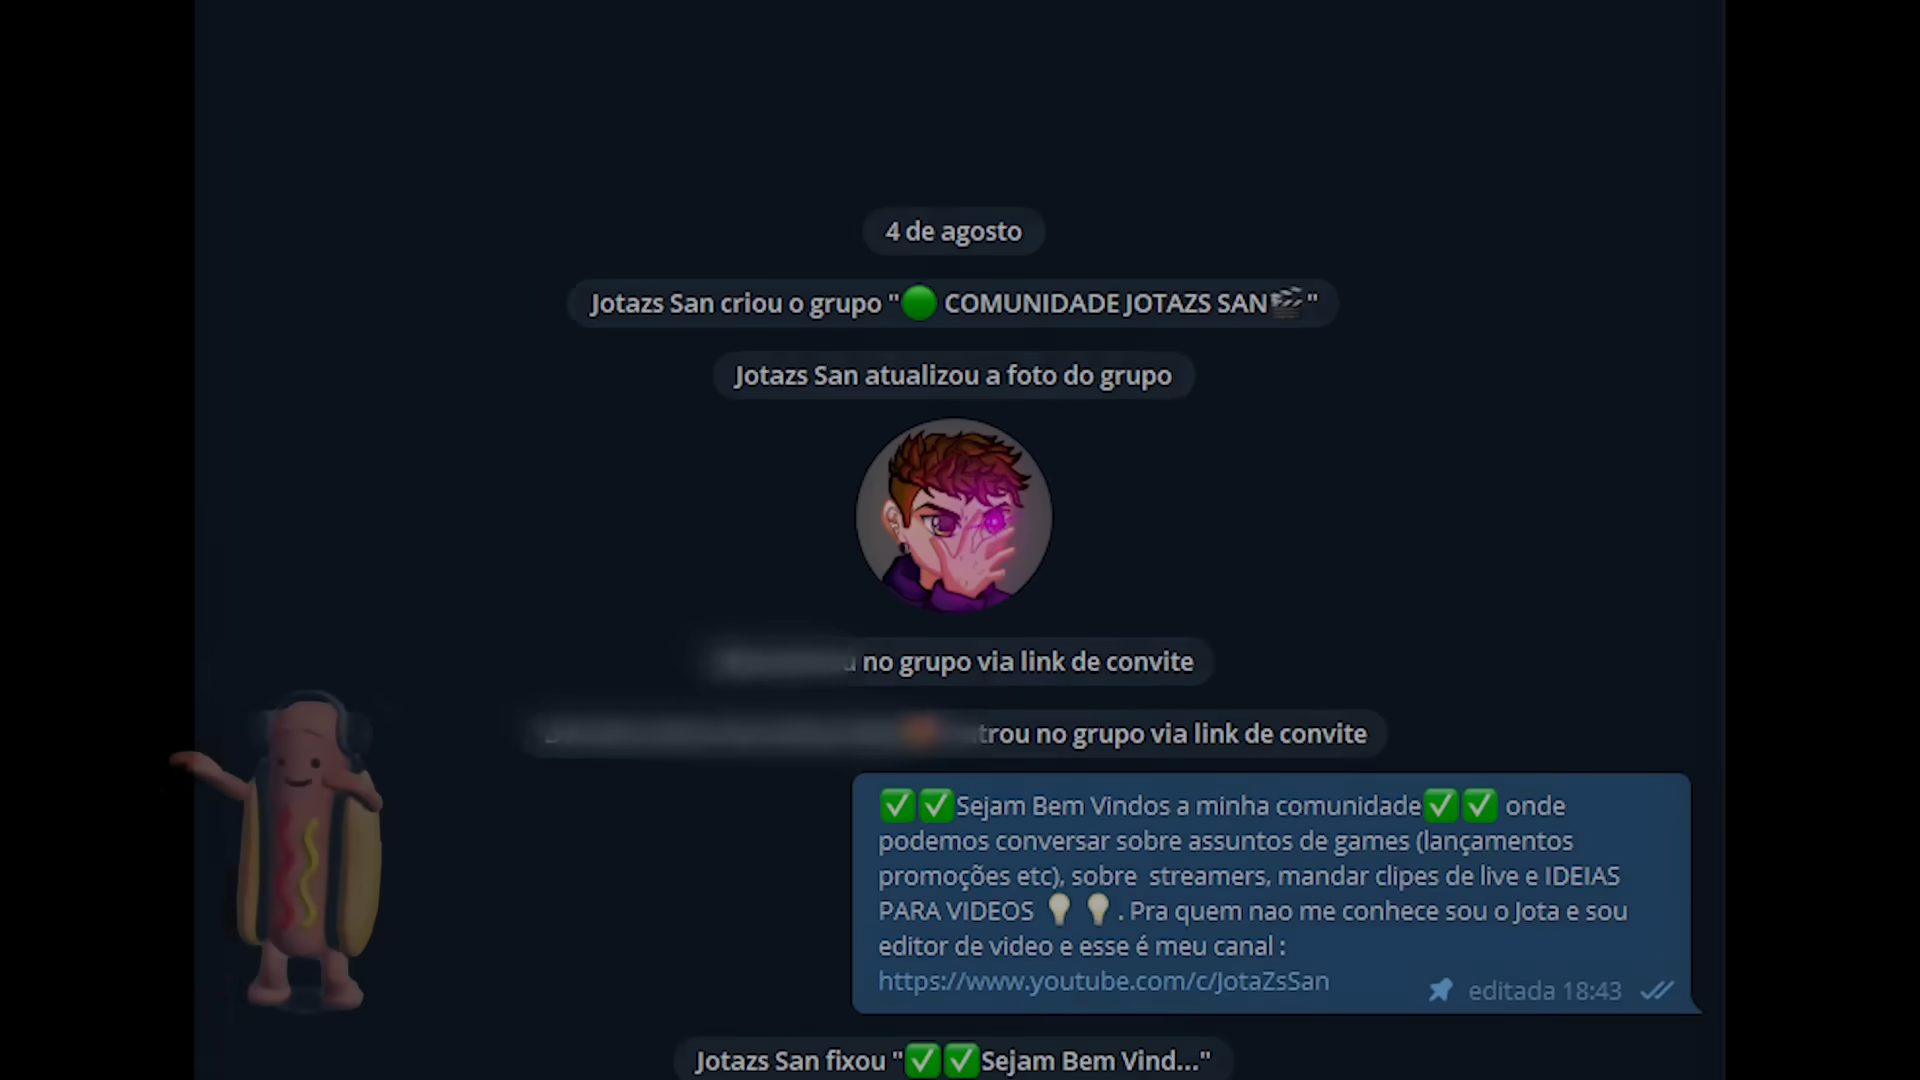 4 de agosto
Jotazs San criou o grupo "🟢 COMUNIDADE JOTAZS SAN🎬"
Jotazs San atualizou a foto do grupo
no grupo via link de convite
no grupo via link de convite
✅✅Sejam Bem Vindos a minha comunidade✅✅ onde
podemos conversar sobre assuntos de games (lançamentos
promoções etc), sobre streamers, mandar clipes de live e IDEIAS
PARA VIDEOS 💡 💡 . Pra quem nao me conhece sou o Jota e sou
editor de video e esse é meu canal :
https://www.youtube.com/c/JotaZsSan
editada 18:43
Jotazs San fixou "✅✅Sejam Bem Vind..."